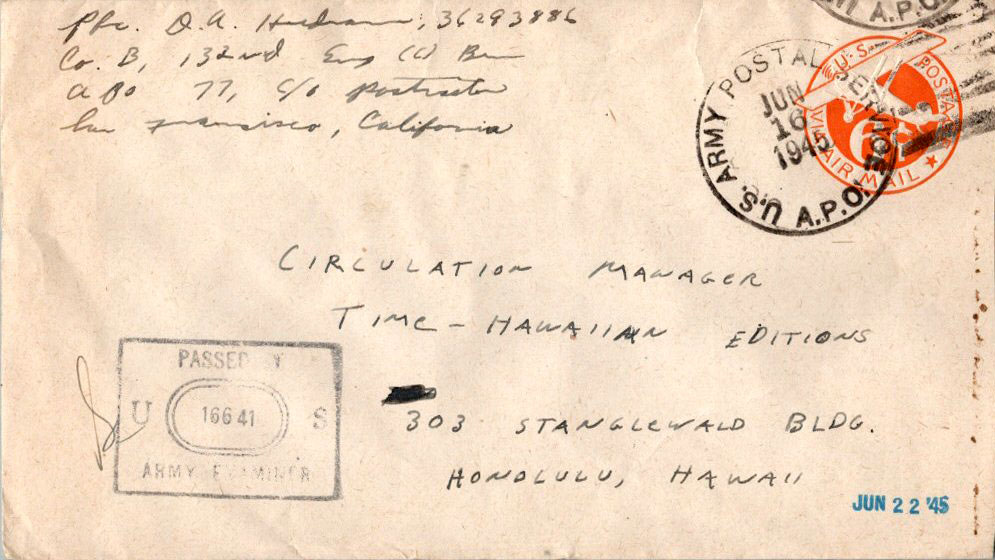 Pfc. D.A. 36293886
Co. B, 132nd Eng (C) Bn
APO 77, c/o Postmaster
San Francisco, California
A.P.O.
U.S. ARMY POSTAL SERVICE
A.P.O.
JUN
16
1945
U.S. POSTAGE
VIA AIR MAIL
CIRCULATION MANAGER
TIME - HAWAIIAN EDITIONS
303 STANGLEWALD BLDG.
HONOLULU, HAWAII
PASSED BY
U 16641 S
ARMY EXAMINER
JUN 22 '45